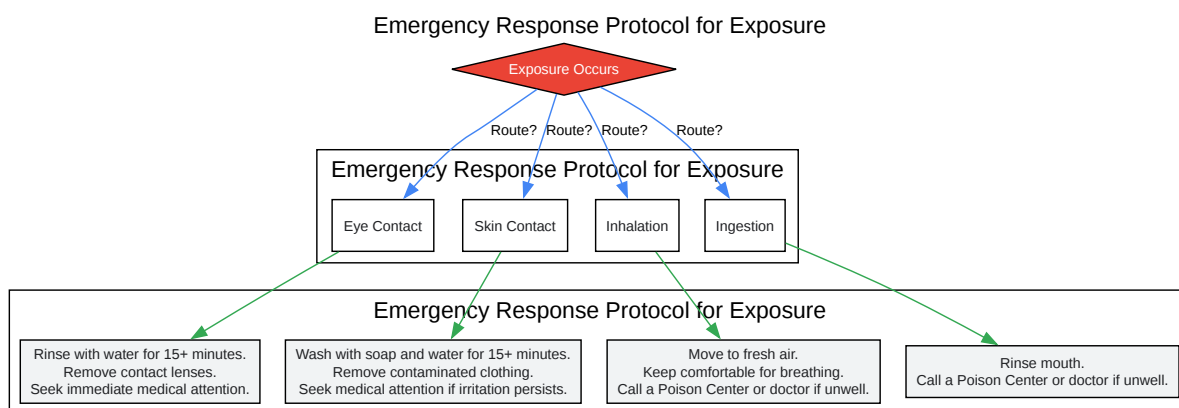 Emergency Response Protocol for Exposure
Exposure Occurs
Route?
Route?
Route?
Route?
Emergency Response Protocol for Exposure
Eye Contact
Skin Contact
Inhalation
Ingestion
Emergency Response Protocol for Exposure
Rinse with water for 15+ minutes.
Remove contact lenses.
Seek immediate medical attention.
Wash with soap and water for 15+ minutes.
Remove contaminated clothing.
Seek medical attention if irritation persists.
Move to fresh air.
Keep comfortable for breathing.
Call a Poison Center or doctor if unwell.
Rinse mouth.
Call a Poison Center or doctor if unwell.